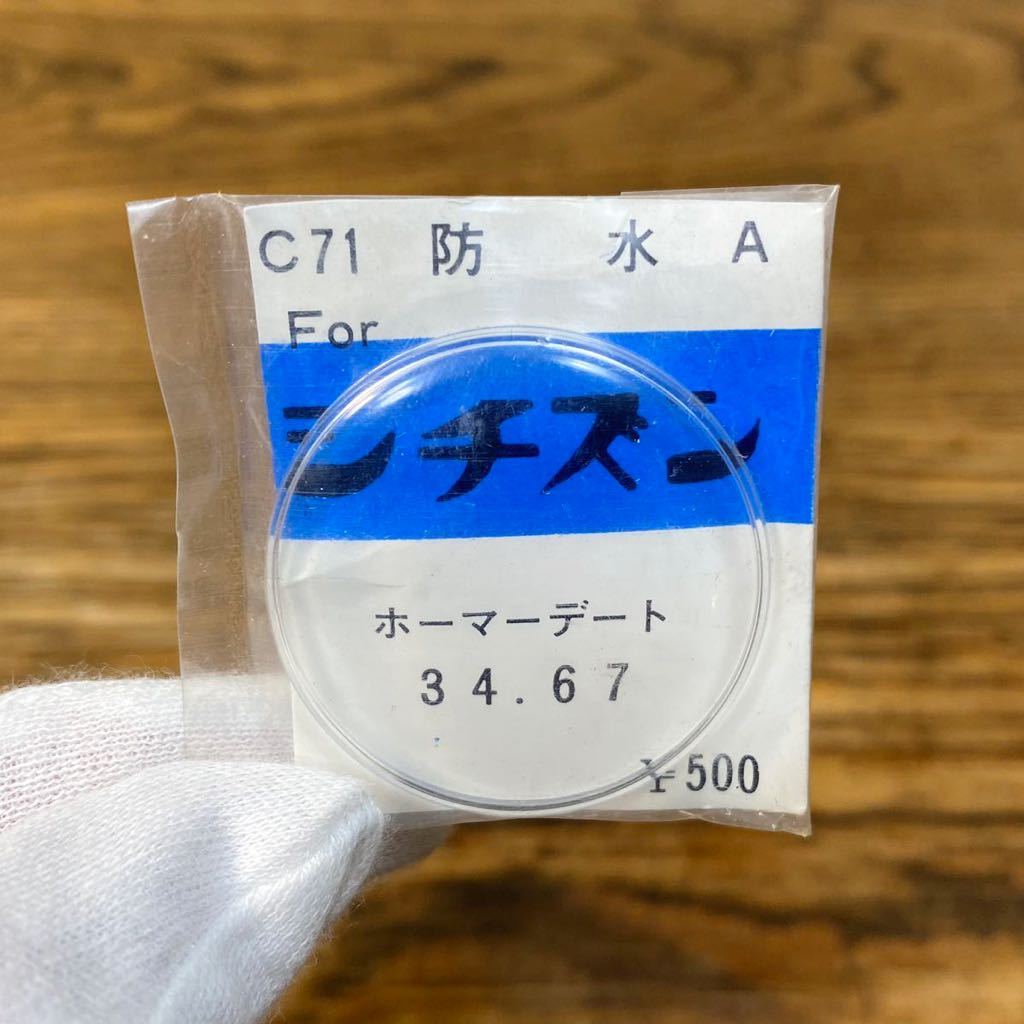 C71 防 水 A
For
シチズン
ホーマーデート
34.67
¥500